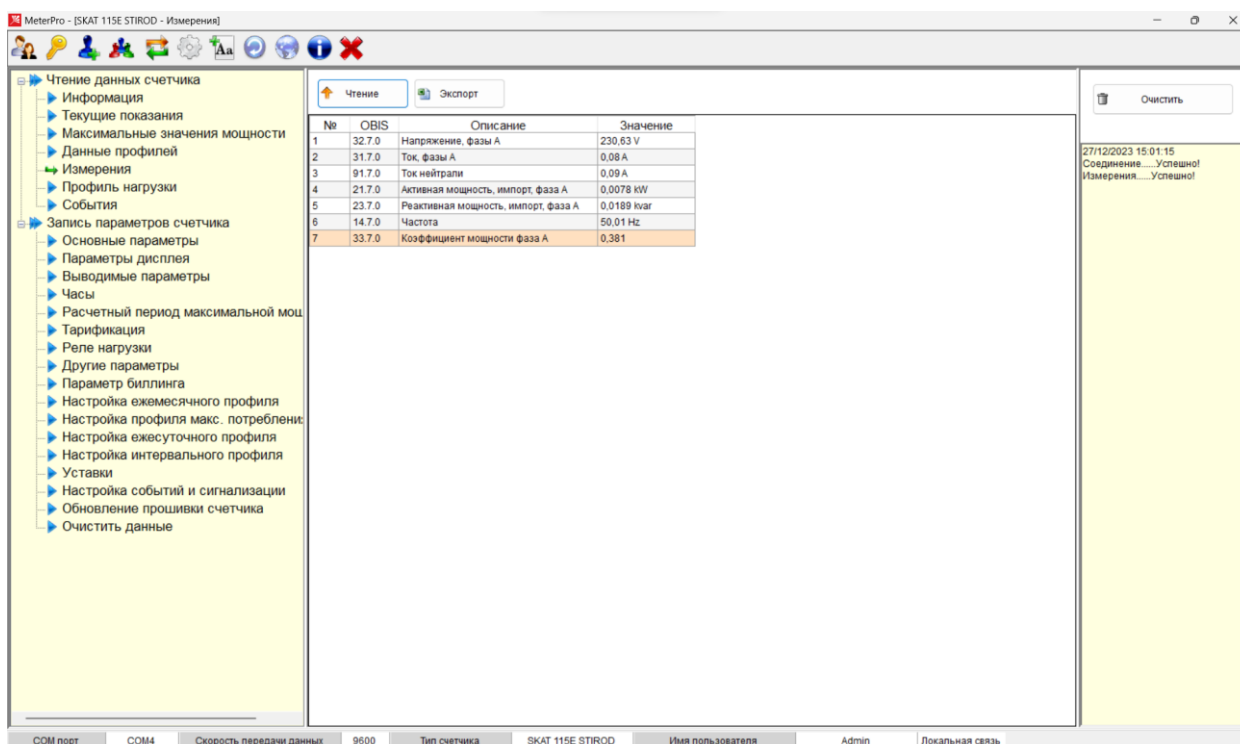 MeterPro - [SKAT 115E STIROD - Измерения]
Чтение данных счетчика
Информация
Текущие показания
Максимальные значения мощности
Данные профилей
Измерения
Профиль нагрузки
События
Запись параметров счетчика
Основные параметры
Параметры дисплея
Выводимые параметры
Часы
Расчетный период максимальной мощ
Тарификация
Реле нагрузки
Другие параметры
Параметр биллинга
Настройка ежемесячного профиля
Настройка профиля макс. потреблени
Настройка ежесуточного профиля
Настройка интервального профиля
Уставки
Настройка событий и сигнализации
Обновление прошивки счетчика
Очистить данные
Чтение Экспорт
№ OBIS Описание Значение
1 32.7.0 Напряжение, фазы А 230,63 V
2 31.7.0 Ток, фазы А 0,08 A
3 91.7.0 Ток нейтрали 0,09 A
4 21.7.0 Активная мощность, импорт, фаза А 0,0078 kW
5 23.7.0 Реактивная мощность, импорт, фаза А 0,0189 kvar
6 14.7.0 Частота 50,01 Hz
7 33.7.0 Коэффициент мощности фаза А 0,381
Очистить
27/12/2023 15:01:15
Соединение......Успешно!
Измерения.....Успешно!
COM порт COM4 Скорость передачи данных 9600 Тип счетчика SKAT 115E STIROD Имя пользователя Admin Локальная связь